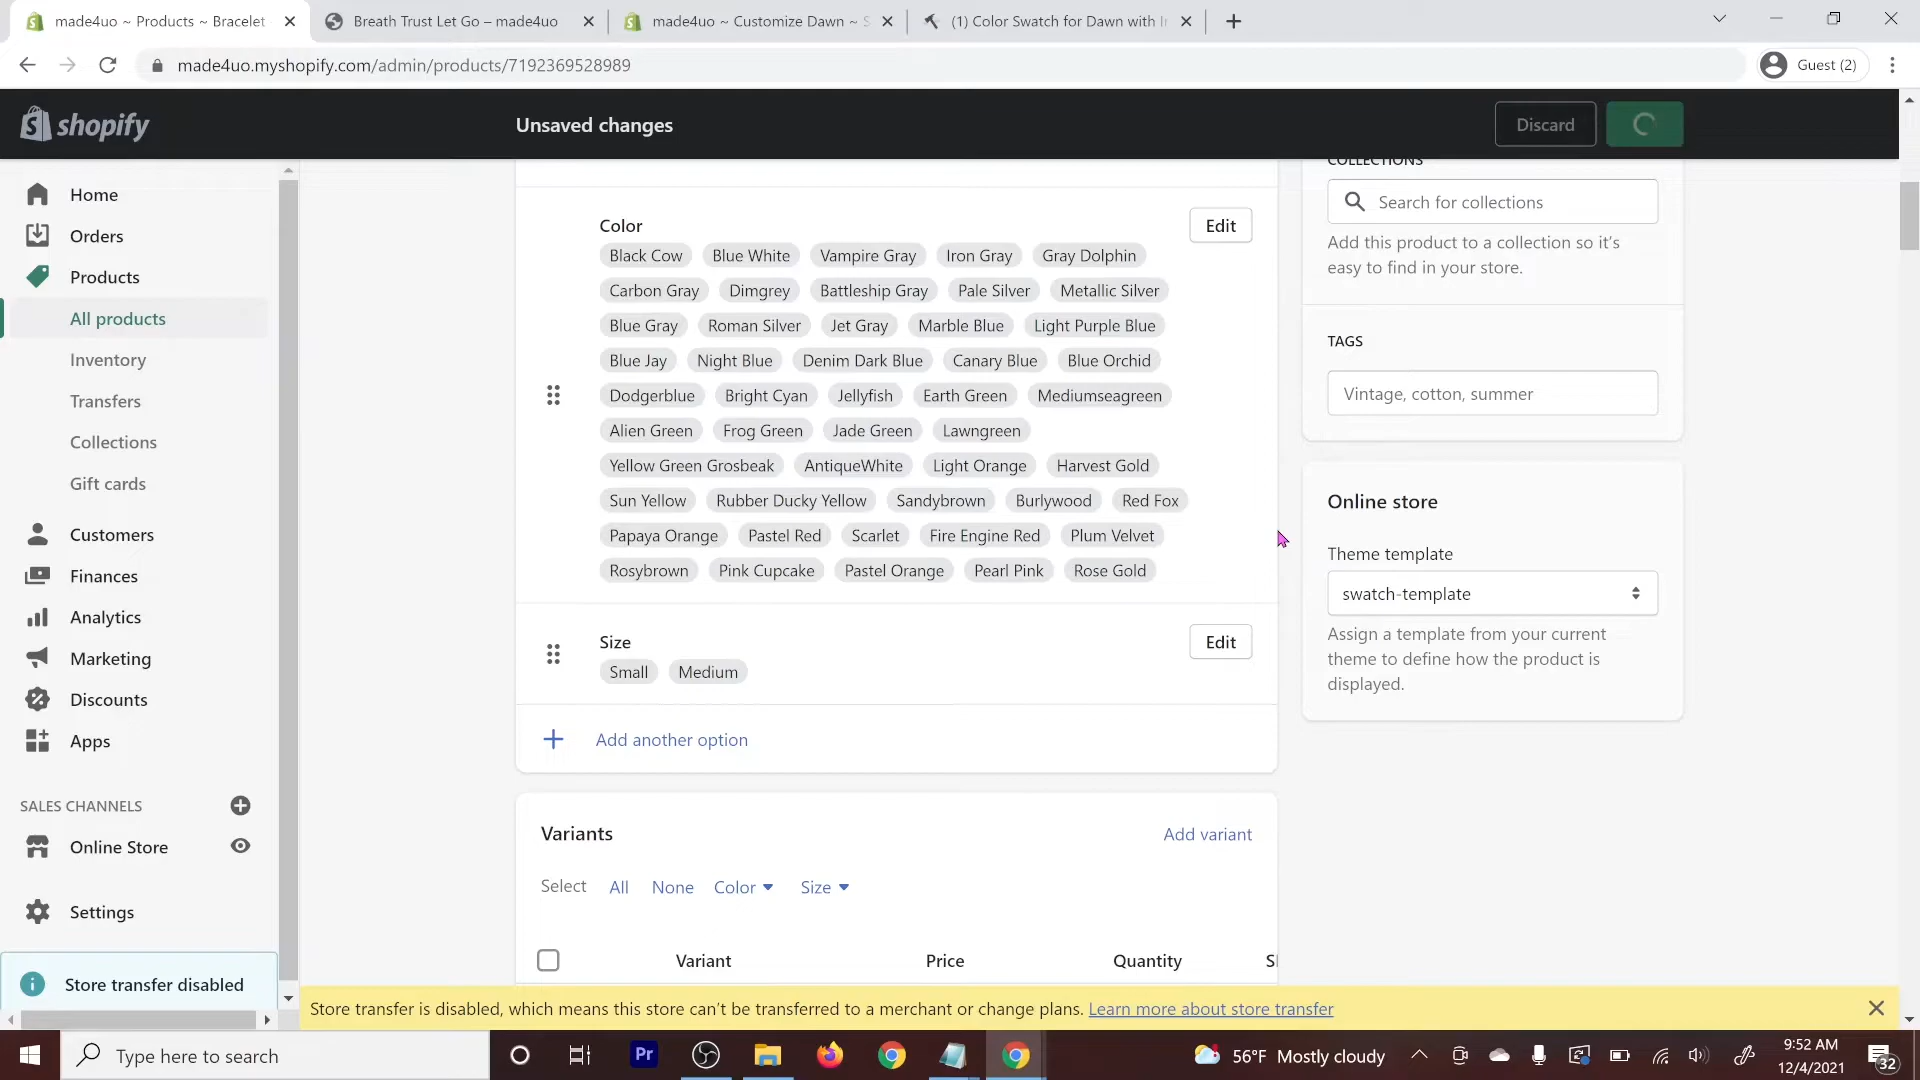 made4uo ~ Products ~ Bracelet
Breath Trust Let Go – made4uo
made4uo ~ Customize Dawn ~ S
(1) Color Swatch for Dawn with Ir
made4uo.myshopify.com/admin/products/7192369528989
Guest (2)
shopify
Unsaved changes
Discard
Home
Orders
Products
All products
Inventory
Transfers
Collections
Gift cards
Customers
Finances
Analytics
Marketing
Discounts
Apps
SALES CHANNELS
Online Store
Settings
Store transfer disabled
Color
Edit
Black Cow Blue White Vampire Gray Iron Gray Gray Dolphin
Carbon Gray Dimgrey Battleship Gray Pale Silver Metallic Silver
Blue Gray Roman Silver Jet Gray Marble Blue Light Purple Blue
Blue Jay Night Blue Denim Dark Blue Canary Blue Blue Orchid
Dodgerblue Bright Cyan Jellyfish Earth Green Mediumseagreen
Alien Green Frog Green Jade Green Lawngreen
Yellow Green Grosbeak AntiqueWhite Light Orange Harvest Gold
Sun Yellow Rubber Ducky Yellow Sandybrown Burlywood Red Fox
Papaya Orange Pastel Red Scarlet Fire Engine Red Plum Velvet
Rosybrown Pink Cupcake Pastel Orange Pearl Pink Rose Gold
Size
Edit
Small Medium
Add another option
Variants
Add variant
Select All None Color Size
Variant Price Quantity S
COLLECTIONS
Search for collections
Add this product to a collection so it's
easy to find in your store.
TAGS
Vintage, cotton, summer
Online store
Theme template
swatch-template
Assign a template from your current
theme to define how the product is
displayed.
Store transfer is disabled, which means this store can't be transferred to a merchant or change plans. Learn more about store transfer
Type here to search
Pr
56°F Mostly cloudy
9:52 AM
12/4/2021
32